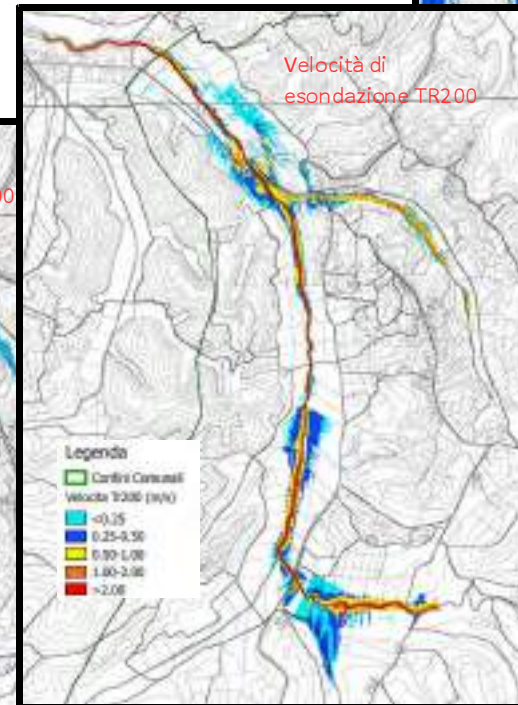 Velocità di
esondazione TR200
Legenda
Confini Comunali
Velocita Tr200 (m/s)
<0.25
0.25-0.50
0.50-1.00
1.00-2.00
>2.00